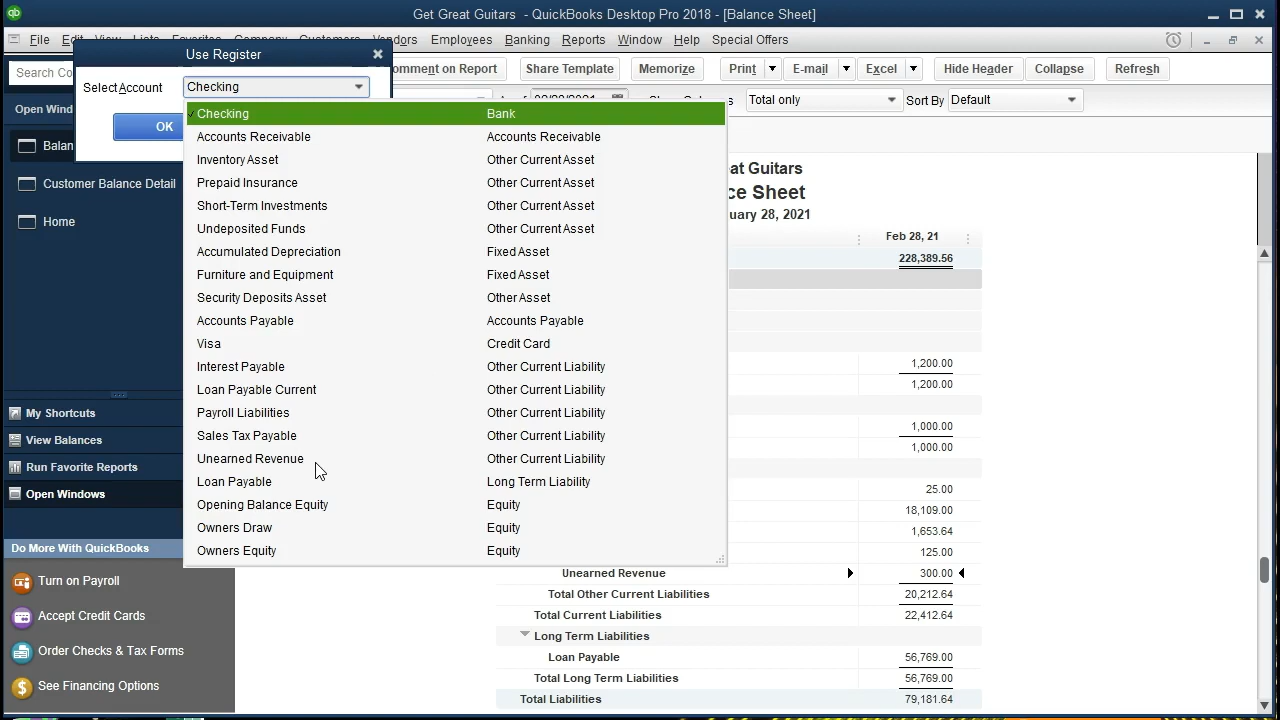 Get Great Guitars - QuickBooks Desktop Pro 2018 - [Balance Sheet]
File Edit View Lists Favorites Company Customers Vendors Employees Banking Reports Window Help Special Offers
Use Register
Search Co
Comment on Report Share Template Memorize Print E-mail Excel Hide Header Collapse Refresh
Select Account Checking
Total only Sort By Default
OK
Open Wind
Balan
Customer Balance Detail
Home
Checking Bank
Accounts Receivable Accounts Receivable
Inventory Asset Other Current Asset
Prepaid Insurance Other Current Asset
Short-Term Investments Other Current Asset
Undeposited Funds Other Current Asset
Accumulated Depreciation Fixed Asset
Furniture and Equipment Fixed Asset
Security Deposits Asset Other Asset
Accounts Payable Accounts Payable
Visa Credit Card
Interest Payable Other Current Liability
Loan Payable Current Other Current Liability
Payroll Liabilities Other Current Liability
Sales Tax Payable Other Current Liability
Unearned Revenue Other Current Liability
Loan Payable Long Term Liability
Opening Balance Equity Equity
Owners Draw Equity
Owners Equity Equity
at Guitars
ce Sheet
uary 28, 2021
Feb 28, 21
228,389.56
1,200.00
1,200.00
1,000.00
1,000.00
25.00
18,109.00
1,653.64
125.00
Unearned Revenue 300.00
Total Other Current Liabilities 20,212.64
Total Current Liabilities 22,412.64
Long Term Liabilities
Loan Payable 56,769.00
Total Long Term Liabilities 56,769.00
Total Liabilities 79,181.64
My Shortcuts
View Balances
Run Favorite Reports
Open Windows
Do More With QuickBooks
Turn on Payroll
Accept Credit Cards
Order Checks & Tax Forms
See Financing Options